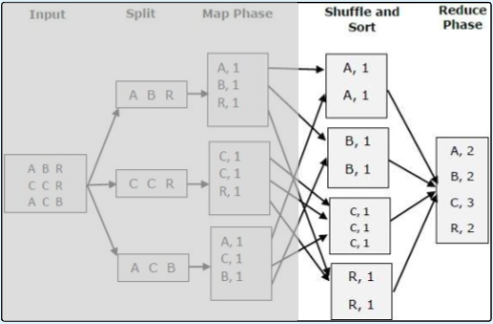 Input
Split
Map Phase
Shuffle and
Sort
Reduce
Phase
A B R
C C R
A C B
A B R
C C R
A C B
A, 1
B, 1
R, 1
C, 1
C, 1
R, 1
A, 1
C, 1
B, 1
A, 1
A, 1
B, 1
B, 1
C, 1
C, 1
C, 1
R, 1
R, 1
A, 2
B, 2
C, 3
R, 2